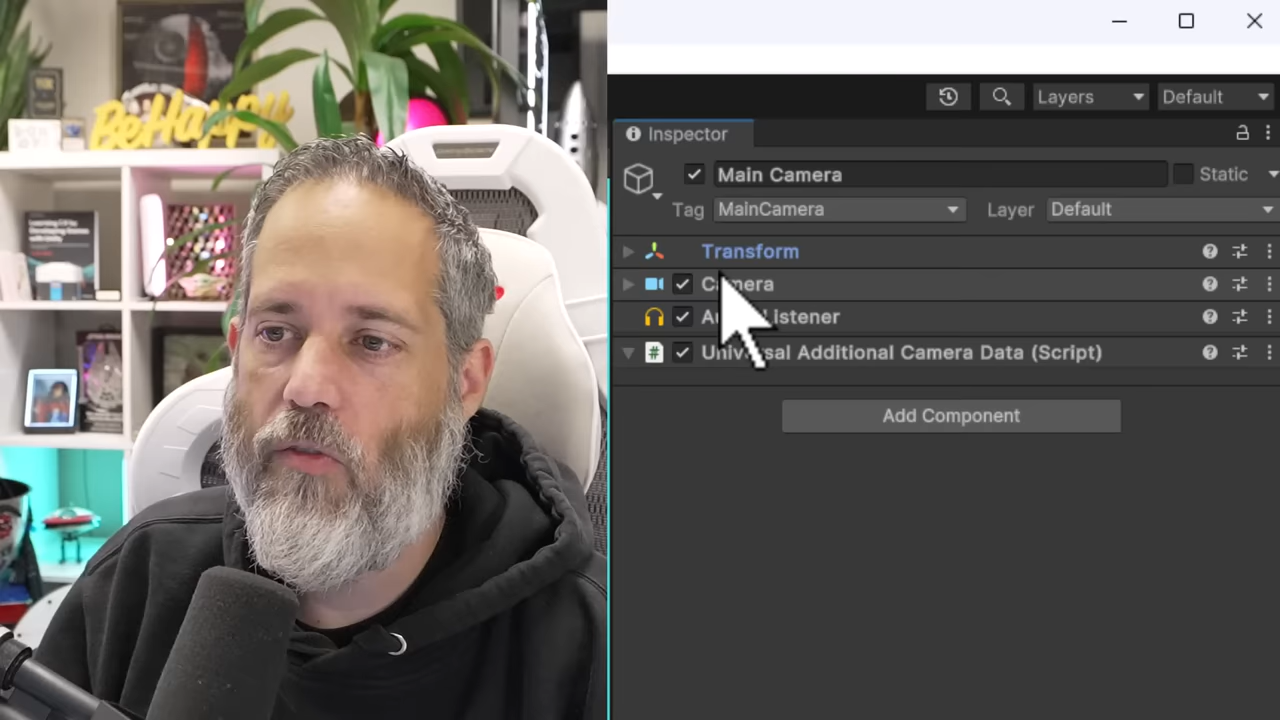 BeHappy
Layers
Default
Inspector
Main Camera
Static
Tag
MainCamera
Layer
Default
Transform
Camera
Listener
Universal Additional Camera Data (Script)
Add Component